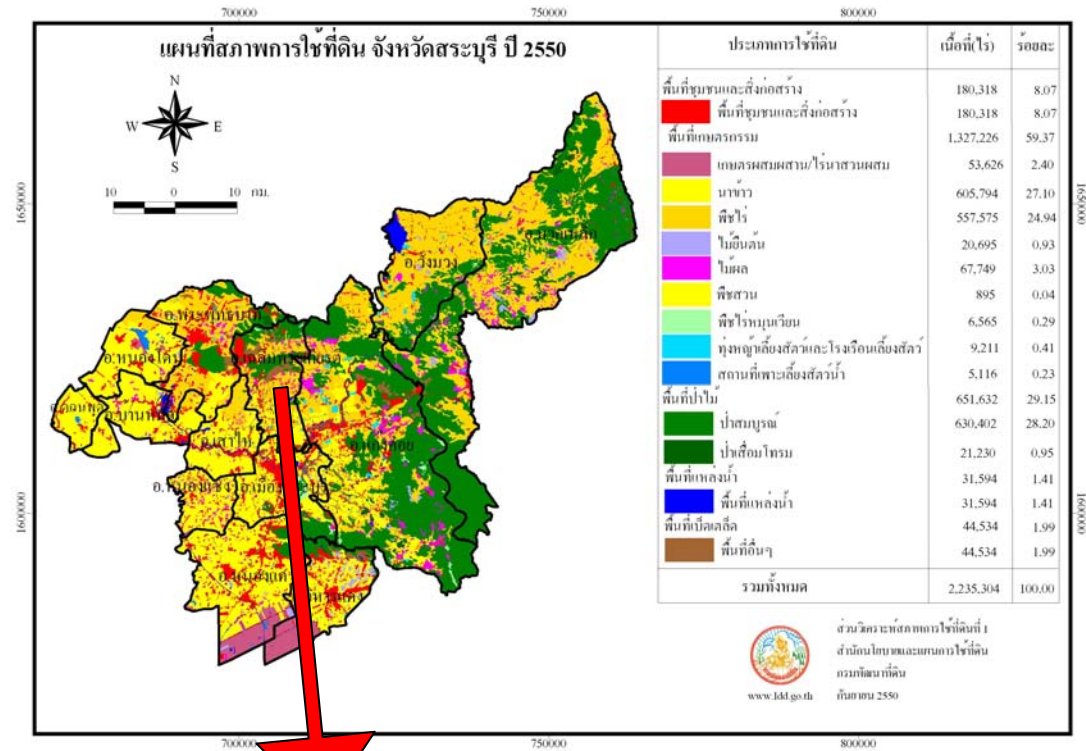 700000 750000 800000
แผนที่สภาพการใช้ที่ดิน จังหวัดสระบุรี ปี 2550
N
W E
S
10 0 10 กม.
1650000
1600000
อ.วังม่วง
อ.พระพุทธบาท
อ.เสาไห้
อ.แก่งคอย
ประเภทการใช้ที่ดิน เนื้อที่(ไร่) ร้อยละ
พื้นที่ชุมชนและสิ่งก่อสร้าง 180,318 8.07
พื้นที่ชุมชนและสิ่งก่อสร้าง 180,318 8.07
พื้นที่เกษตรกรรม 1,327,226 59.37
เกษตรผสมผสาน/ไร่นาสวนผสม 53,626 2.40
นาข้าว 605,794 27.10
พืชไร่ 557,575 24.94
ไม้ยืนต้น 20,695 0.93
ไม้ผล 67,749 3.03
พืชสวน 895 0.04
พืชไร่หมุนเวียน 6,565 0.29
ทุ่งหญ้าเลี้ยงสัตว์และโรงเรือนเลี้ยงสัตว์ 9,211 0.41
สถานที่เพาะเลี้ยงสัตว์น้ำ 5,116 0.23
พื้นที่ป่าไม้ 651,632 29.15
ป่าสมบูรณ์ 630,402 28.20
ป่าเสื่อมโทรม 21,230 0.95
พื้นที่แหล่งน้ำ 31,594 1.41
พื้นที่แหล่งน้ำ 31,594 1.41
พื้นที่เบ็ดเตล็ด 44,534 1.99
พื้นที่อื่นๆ 44,534 1.99
รวมทั้งหมด 2,235,304 100.00
ส่วนวิเคราะห์สภาพการใช้ที่ดินที่ 1
สำนักนโยบายและแผนการใช้ที่ดิน
กรมพัฒนาที่ดิน
www.ldd.go.th กันยายน 2550
1650000
1600000
700000 750000 800000